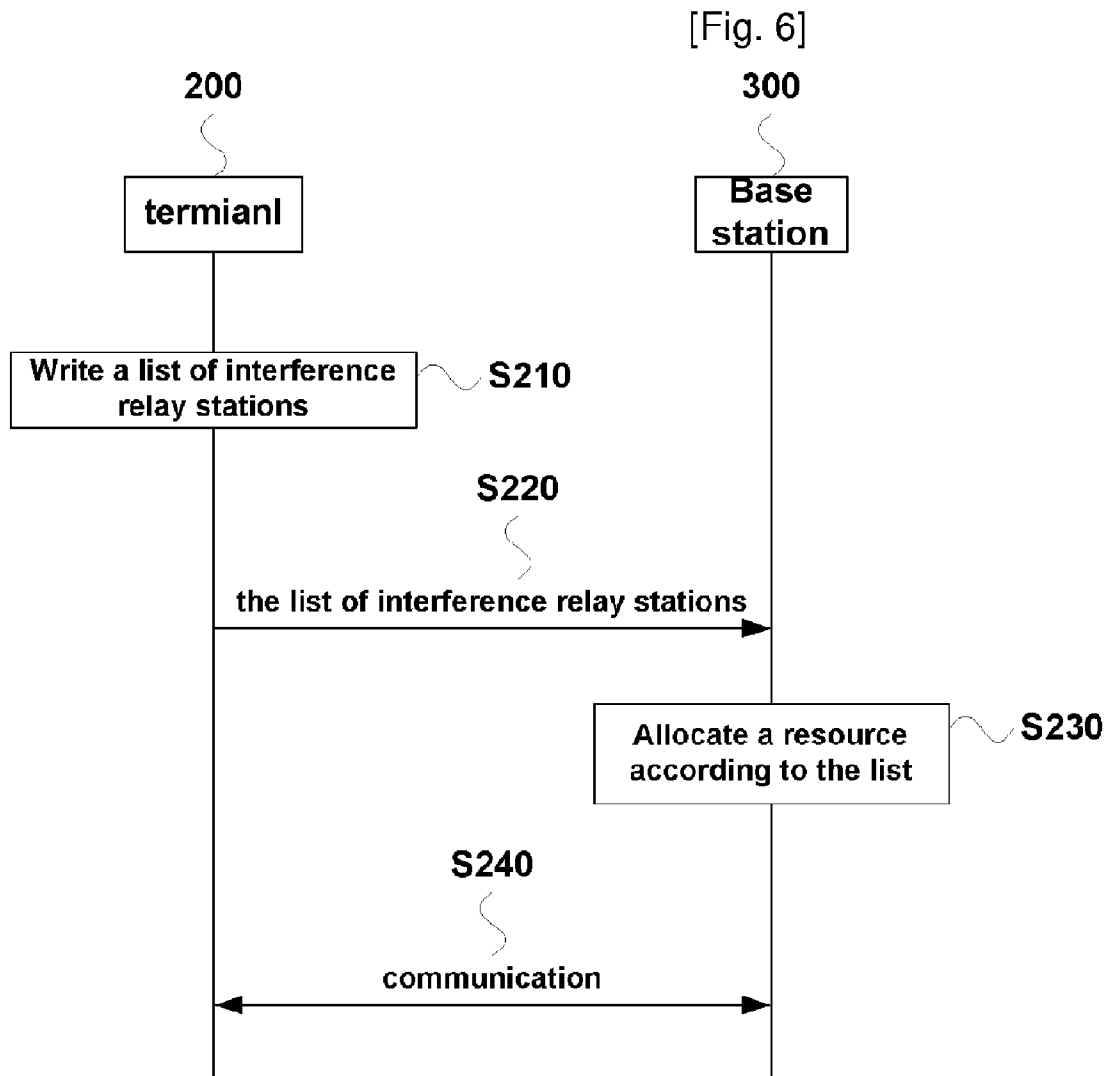 [Fig. 6]
200
300
termianl
Base
station
Write a list of interference
relay stations
S210
S220
the list of interference relay stations
Allocate a resource
according to the list
S230
S240
communication